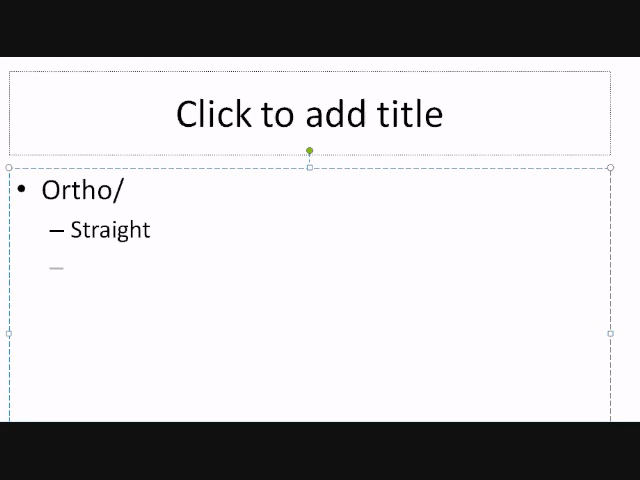 Click to add title
• Ortho/
– Straight
–